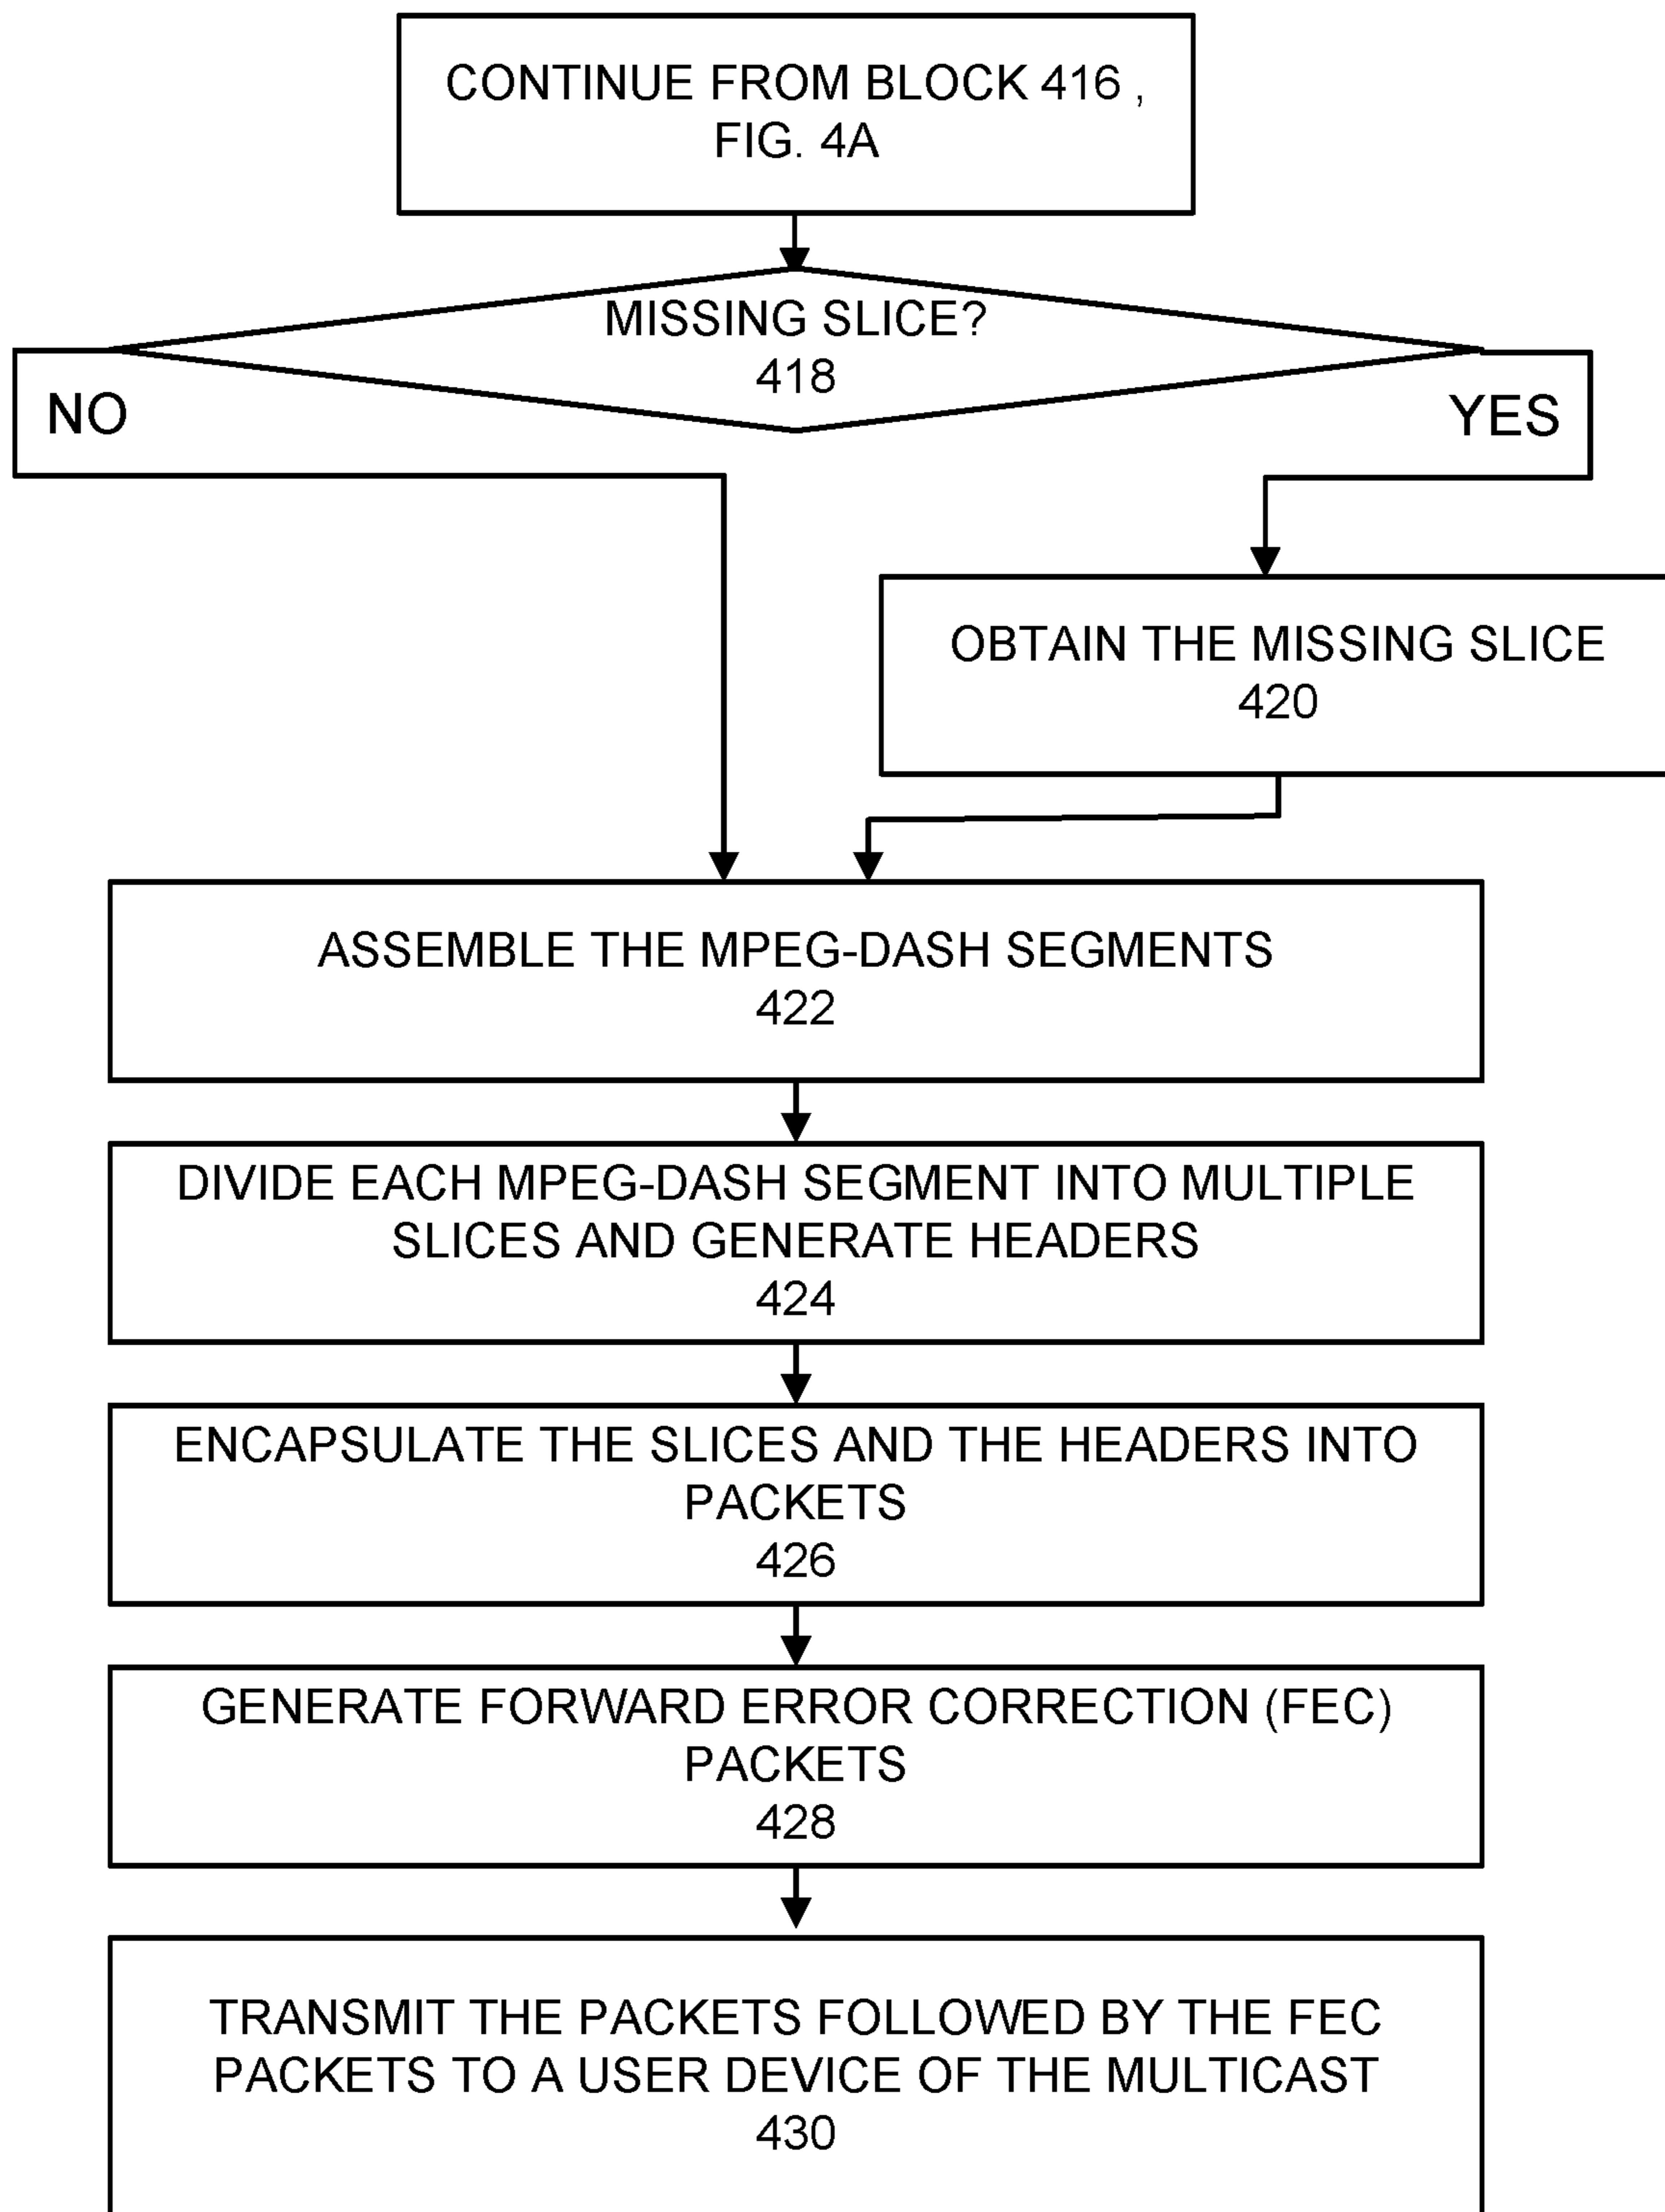 CONTINUE FROM BLOCK 416 ,
FIG. 4A
MISSING SLICE?
418
NO
YES
OBTAIN THE MISSING SLICE
420
ASSEMBLE THE MPEG-DASH SEGMENTS
422
DIVIDE EACH MPEG-DASH SEGMENT INTO MULTIPLE
SLICES AND GENERATE HEADERS
424
ENCAPSULATE THE SLICES AND THE HEADERS INTO
PACKETS
426
GENERATE FORWARD ERROR CORRECTION (FEC)
PACKETS
428
TRANSMIT THE PACKETS FOLLOWED BY THE FEC
PACKETS TO A USER DEVICE OF THE MULTICAST
430